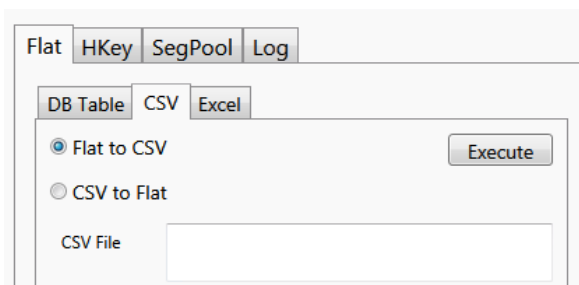 Flat HKey SegPool Log
DB Table CSV Excel
Flat to CSV Execute
CSV to Flat
CSV File